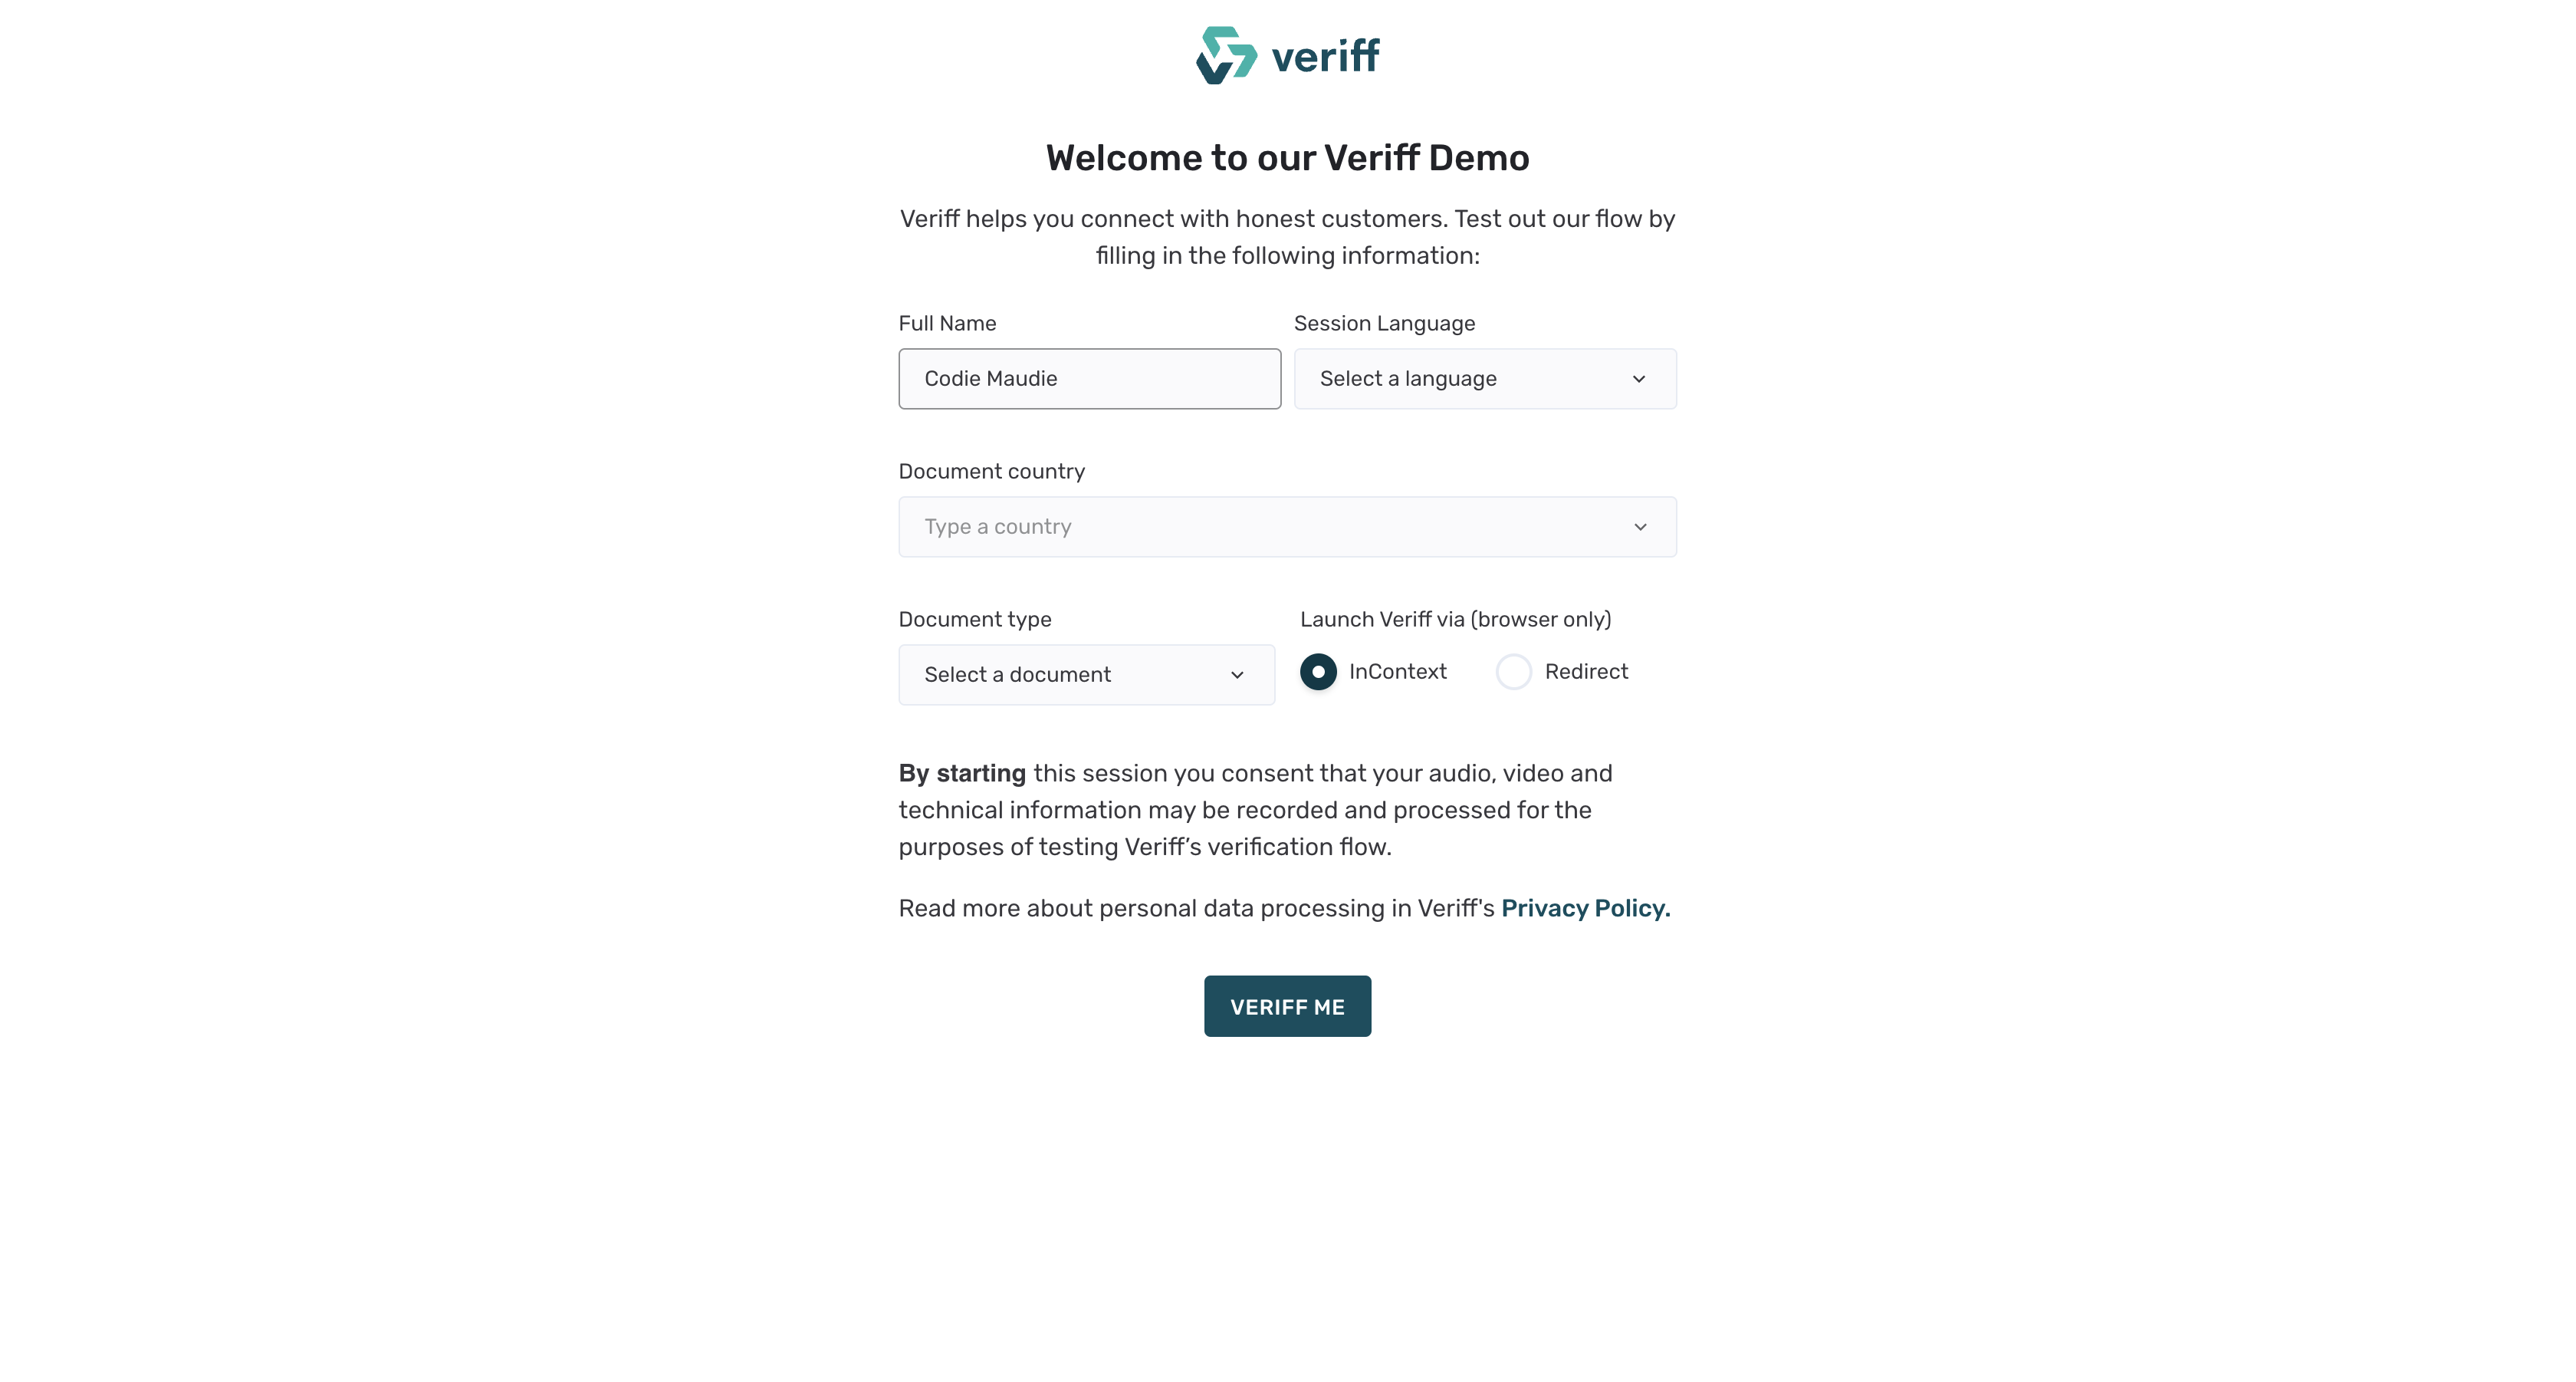 veriff
Welcome to our Veriff Demo
Veriff helps you connect with honest customers. Test out our flow by
filling in the following information:
Full Name
Session Language
Codie Maudie
Select a language
Document country
Type a country
Document type
Launch Veriff via (browser only)
Select a document
InContext
Redirect
By starting this session you consent that your audio, video and
technical information may be recorded and processed for the
purposes of testing Veriff’s verification flow.
Read more about personal data processing in Veriff's Privacy Policy.
VERIFF ME